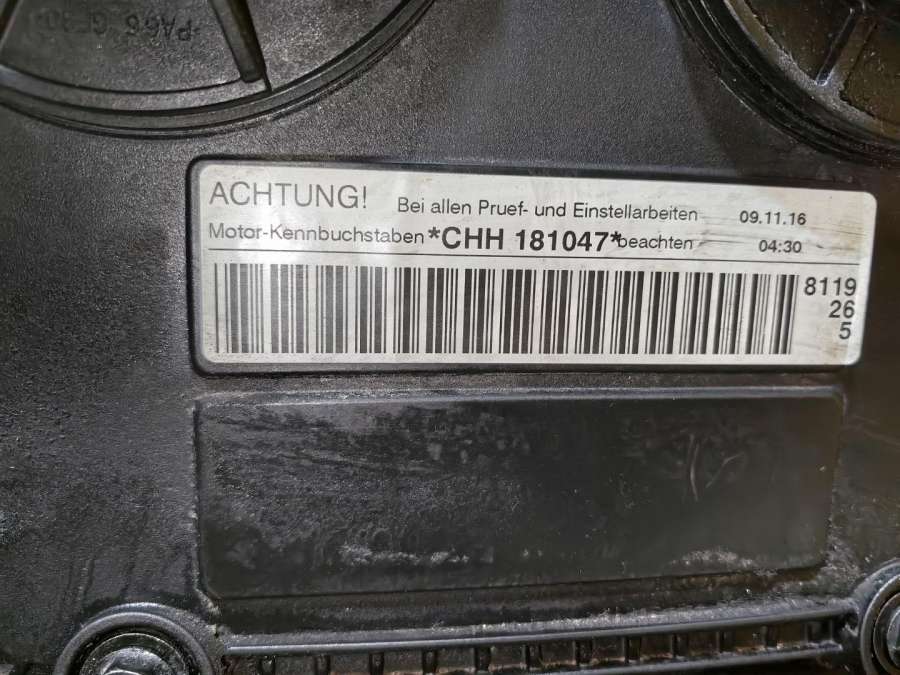 PA66 GF30
ACHTUNG! Bei allen Pruef- und Einstellarbeiten 09.11.16
Motor-Kennbuchstaben *CHH 181047* beachten 04:30
8119
26
5